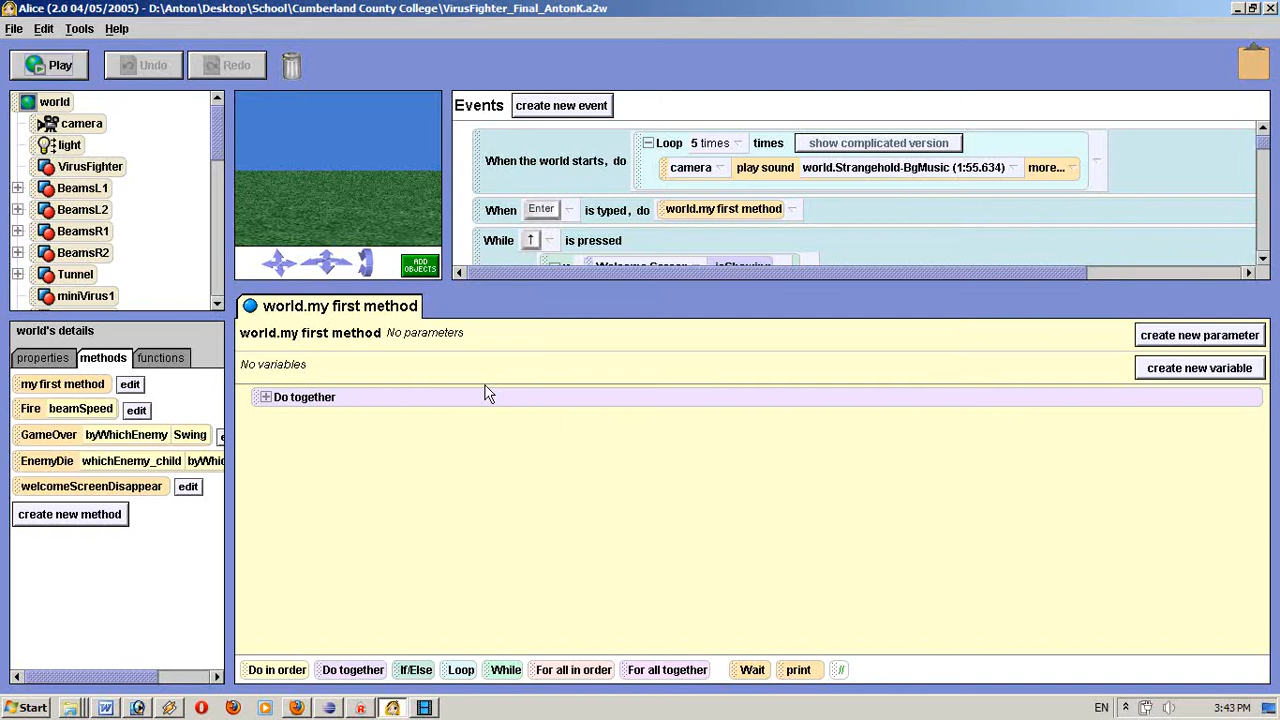 Alice (2.0 04/05/2005) - D:\Anton\Desktop\School\Cumberland County College\VirusFighter_Final_AntonK.a2w
File Edit Tools Help
Play Undo Redo
world
camera
light
VirusFighter
BeamsL1
BeamsL2
BeamsR1
BeamsR2
Tunnel
miniVirus1
ADD
OBJECTS
Events create new event
Loop 5 times times show complicated version
When the world starts, do
camera play sound world.Strangehold-BgMusic (1:55.634) more...
When Enter is typed, do world.my first method
While ↑ is pressed
world's details
properties methods functions
my first method edit
Fire beamSpeed edit
GameOver byWhichEnemy Swing
EnemyDie whichEnemy_child byWhic
welcomeScreenDisappear edit
create new method
world.my first method
world.my first method No parameters create new parameter
No variables create new variable
Do together
Do in order Do together If/Else Loop While For all in order For all together Wait print //
Start EN 3:43 PM